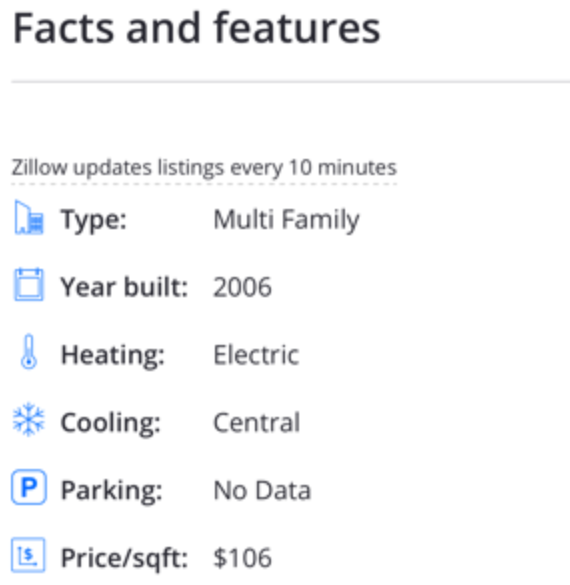 Facts and features
Zillow updates listings every 10 minutes
Type: Multi Family
Year built: 2006
Heating: Electric
Cooling: Central
P Parking: No Data
$ Price/sqft: $106